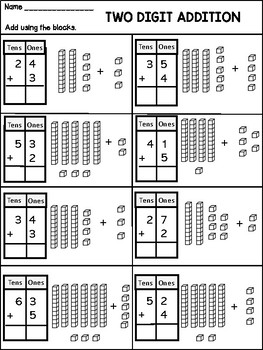 Name ________________
TWO DIGIT ADDITION
Add using the blocks.
Tens Ones
2 4
+ 3
+
Tens Ones
3 5
+ 4
+
Tens Ones
5 3
+ 2
+
Tens Ones
4 1
+ 5
+
Tens Ones
3 4
+ 3
+
Tens Ones
2 7
+ 2
+
Tens Ones
6 3
+ 5
+
Tens Ones
5 2
+ 4
+